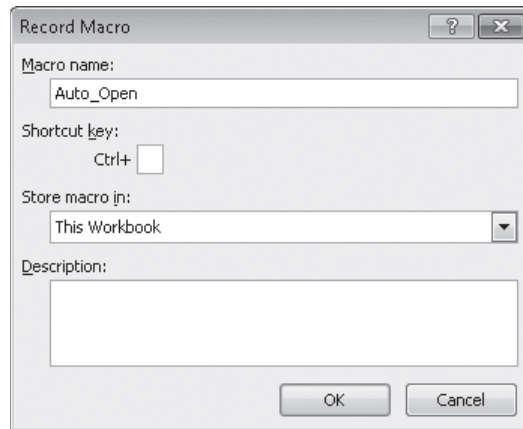 Record Macro
Macro name:
Auto_Open
Shortcut key:
Ctrl+
Store macro in:
This Workbook
Description:
OK Cancel